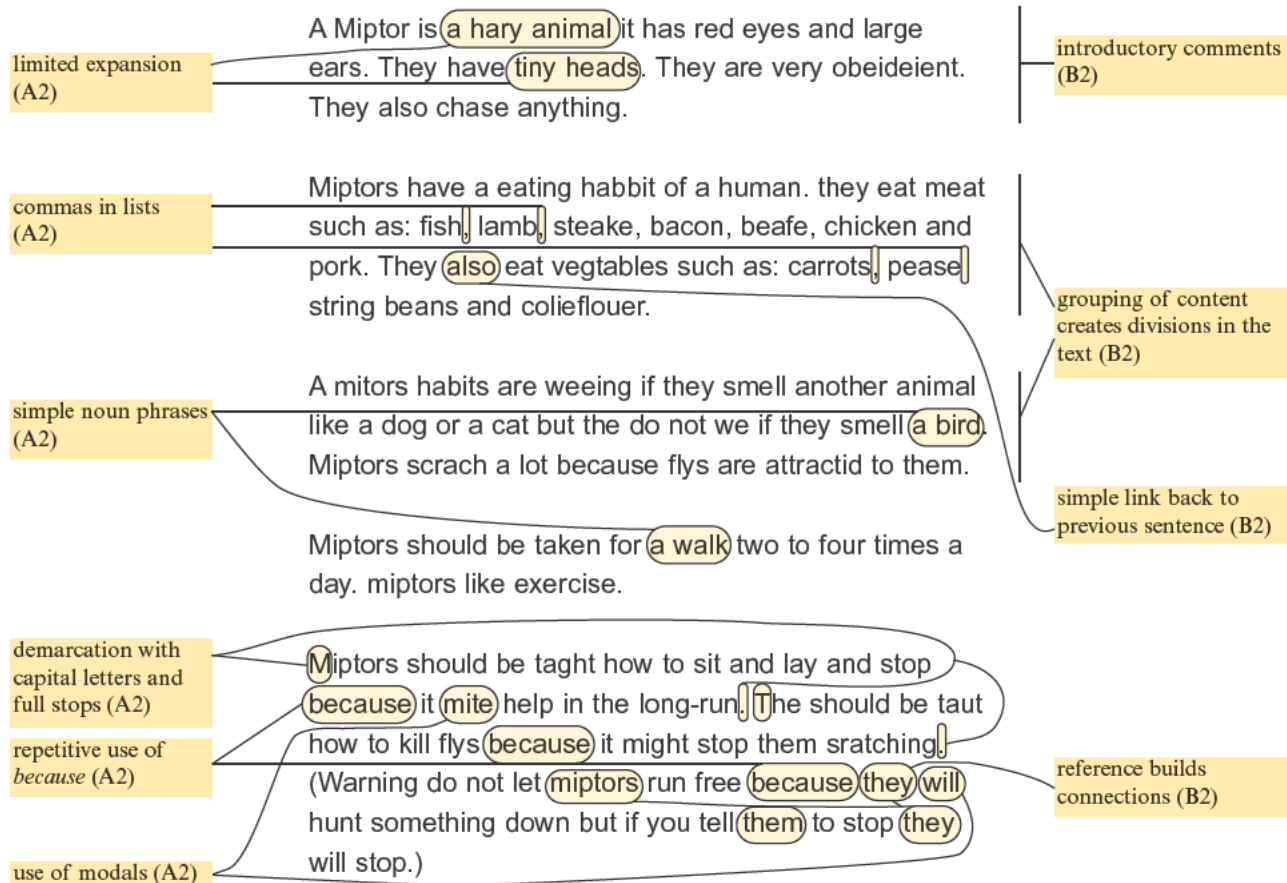 limited expansion
(A2)
commas in lists
(A2)
simple noun phrases
(A2)
demarcation with
capital letters and
full stops (A2)
repetitive use of
because (A2)
use of modals (A2)
A Miptor is a hary animal it has red eyes and large
ears. They have tiny heads. They are very obeideient.
They also chase anything.
Miptors have a eating habbit of a human. they eat meat
such as: fish, lamb, steake, bacon, beafe, chicken and
pork. They also eat vegtables such as: carrots, pease
string beans and colieflouer.
A mitors habits are weeing if they smell another animal
like a dog or a cat but the do not we if they smell a bird.
Miptors scrach a lot because flys are attractid to them.
Miptors should be taken for a walk two to four times a
day. miptors like exercise.
Miptors should be taght how to sit and lay and stop
because it mite help in the long-run. The should be taut
how to kill flys because it might stop them sratching.
(Warning do not let miptors run free because they will
hunt something down but if you tell them to stop they
will stop.)
introductory comments
(B2)
grouping of content
creates divisions in the
text (B2)
simple link back to
previous sentence (B2)
reference builds
connections (B2)